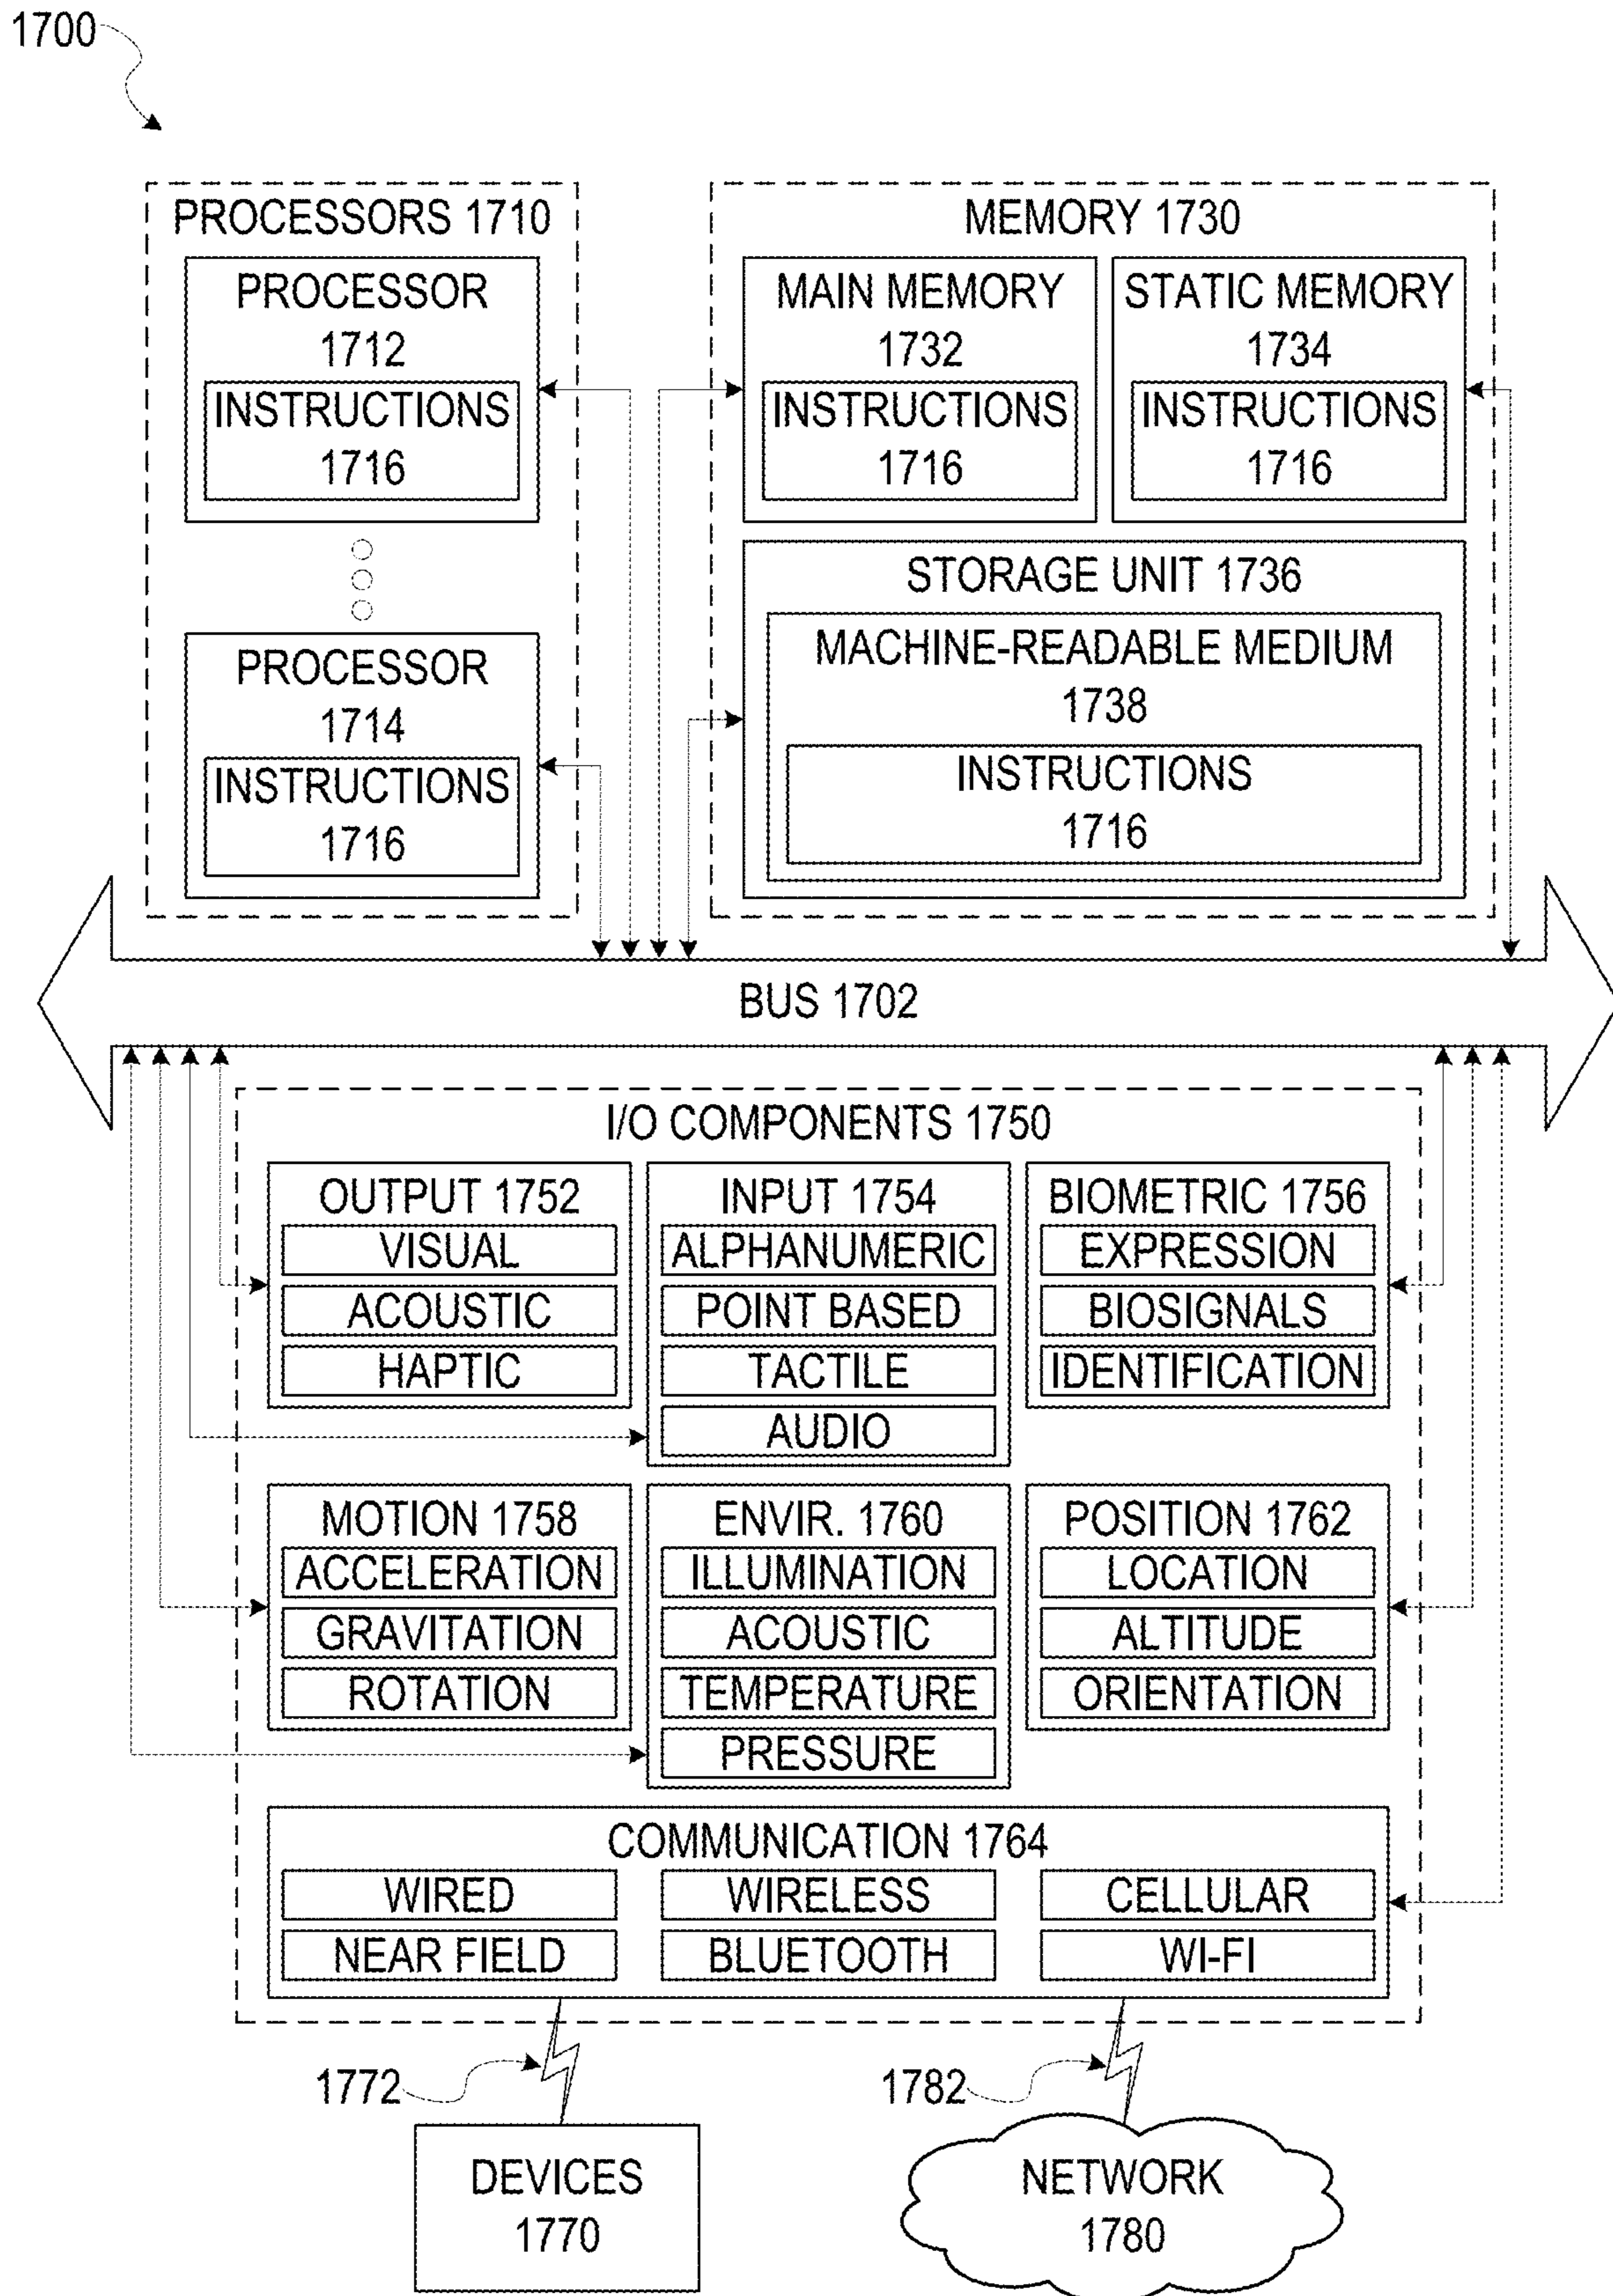 1700
PROCESSORS 1710
PROCESSOR
1712
INSTRUCTIONS
1716
PROCESSOR
1714
INSTRUCTIONS
1716
MEMORY 1730
MAIN MEMORY
1732
INSTRUCTIONS
1716
STATIC MEMORY
1734
INSTRUCTIONS
1716
STORAGE UNIT 1736
MACHINE-READABLE MEDIUM
1738
INSTRUCTIONS
1716
BUS 1702
I/O COMPONENTS 1750
OUTPUT 1752
VISUAL
ACOUSTIC
HAPTIC
INPUT 1754
ALPHANUMERIC
POINT BASED
TACTILE
AUDIO
BIOMETRIC 1756
EXPRESSION
BIOSIGNALS
IDENTIFICATION
MOTION 1758
ACCELERATION
GRAVITATION
ROTATION
ENVIR. 1760
ILLUMINATION
ACOUSTIC
TEMPERATURE
PRESSURE
POSITION 1762
LOCATION
ALTITUDE
ORIENTATION
COMMUNICATION 1764
WIRED
WIRELESS
CELLULAR
NEAR FIELD
BLUETOOTH
WI-FI
1772
1782
DEVICES
1770
NETWORK
1780